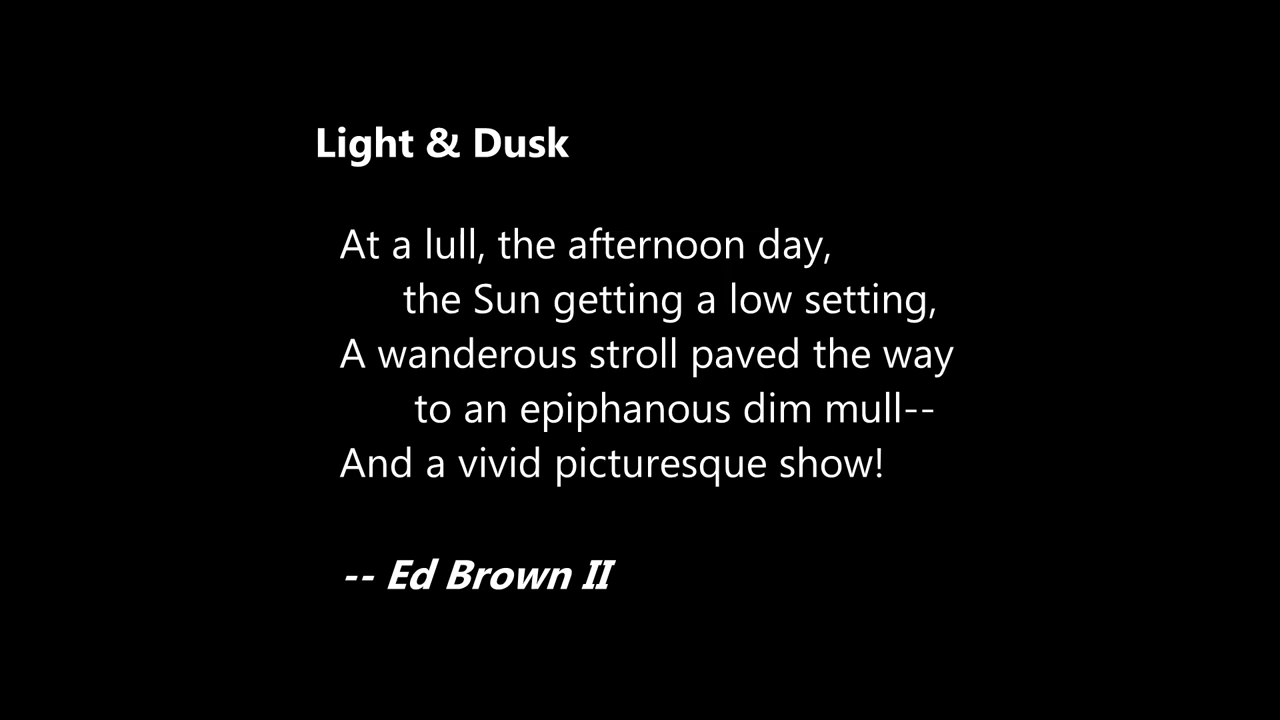 Light & Dusk
At a lull, the afternoon day,
the Sun getting a low setting,
A wanderous stroll paved the way
to an epiphanous dim mull--
And a vivid picturesque show!
-- Ed Brown II